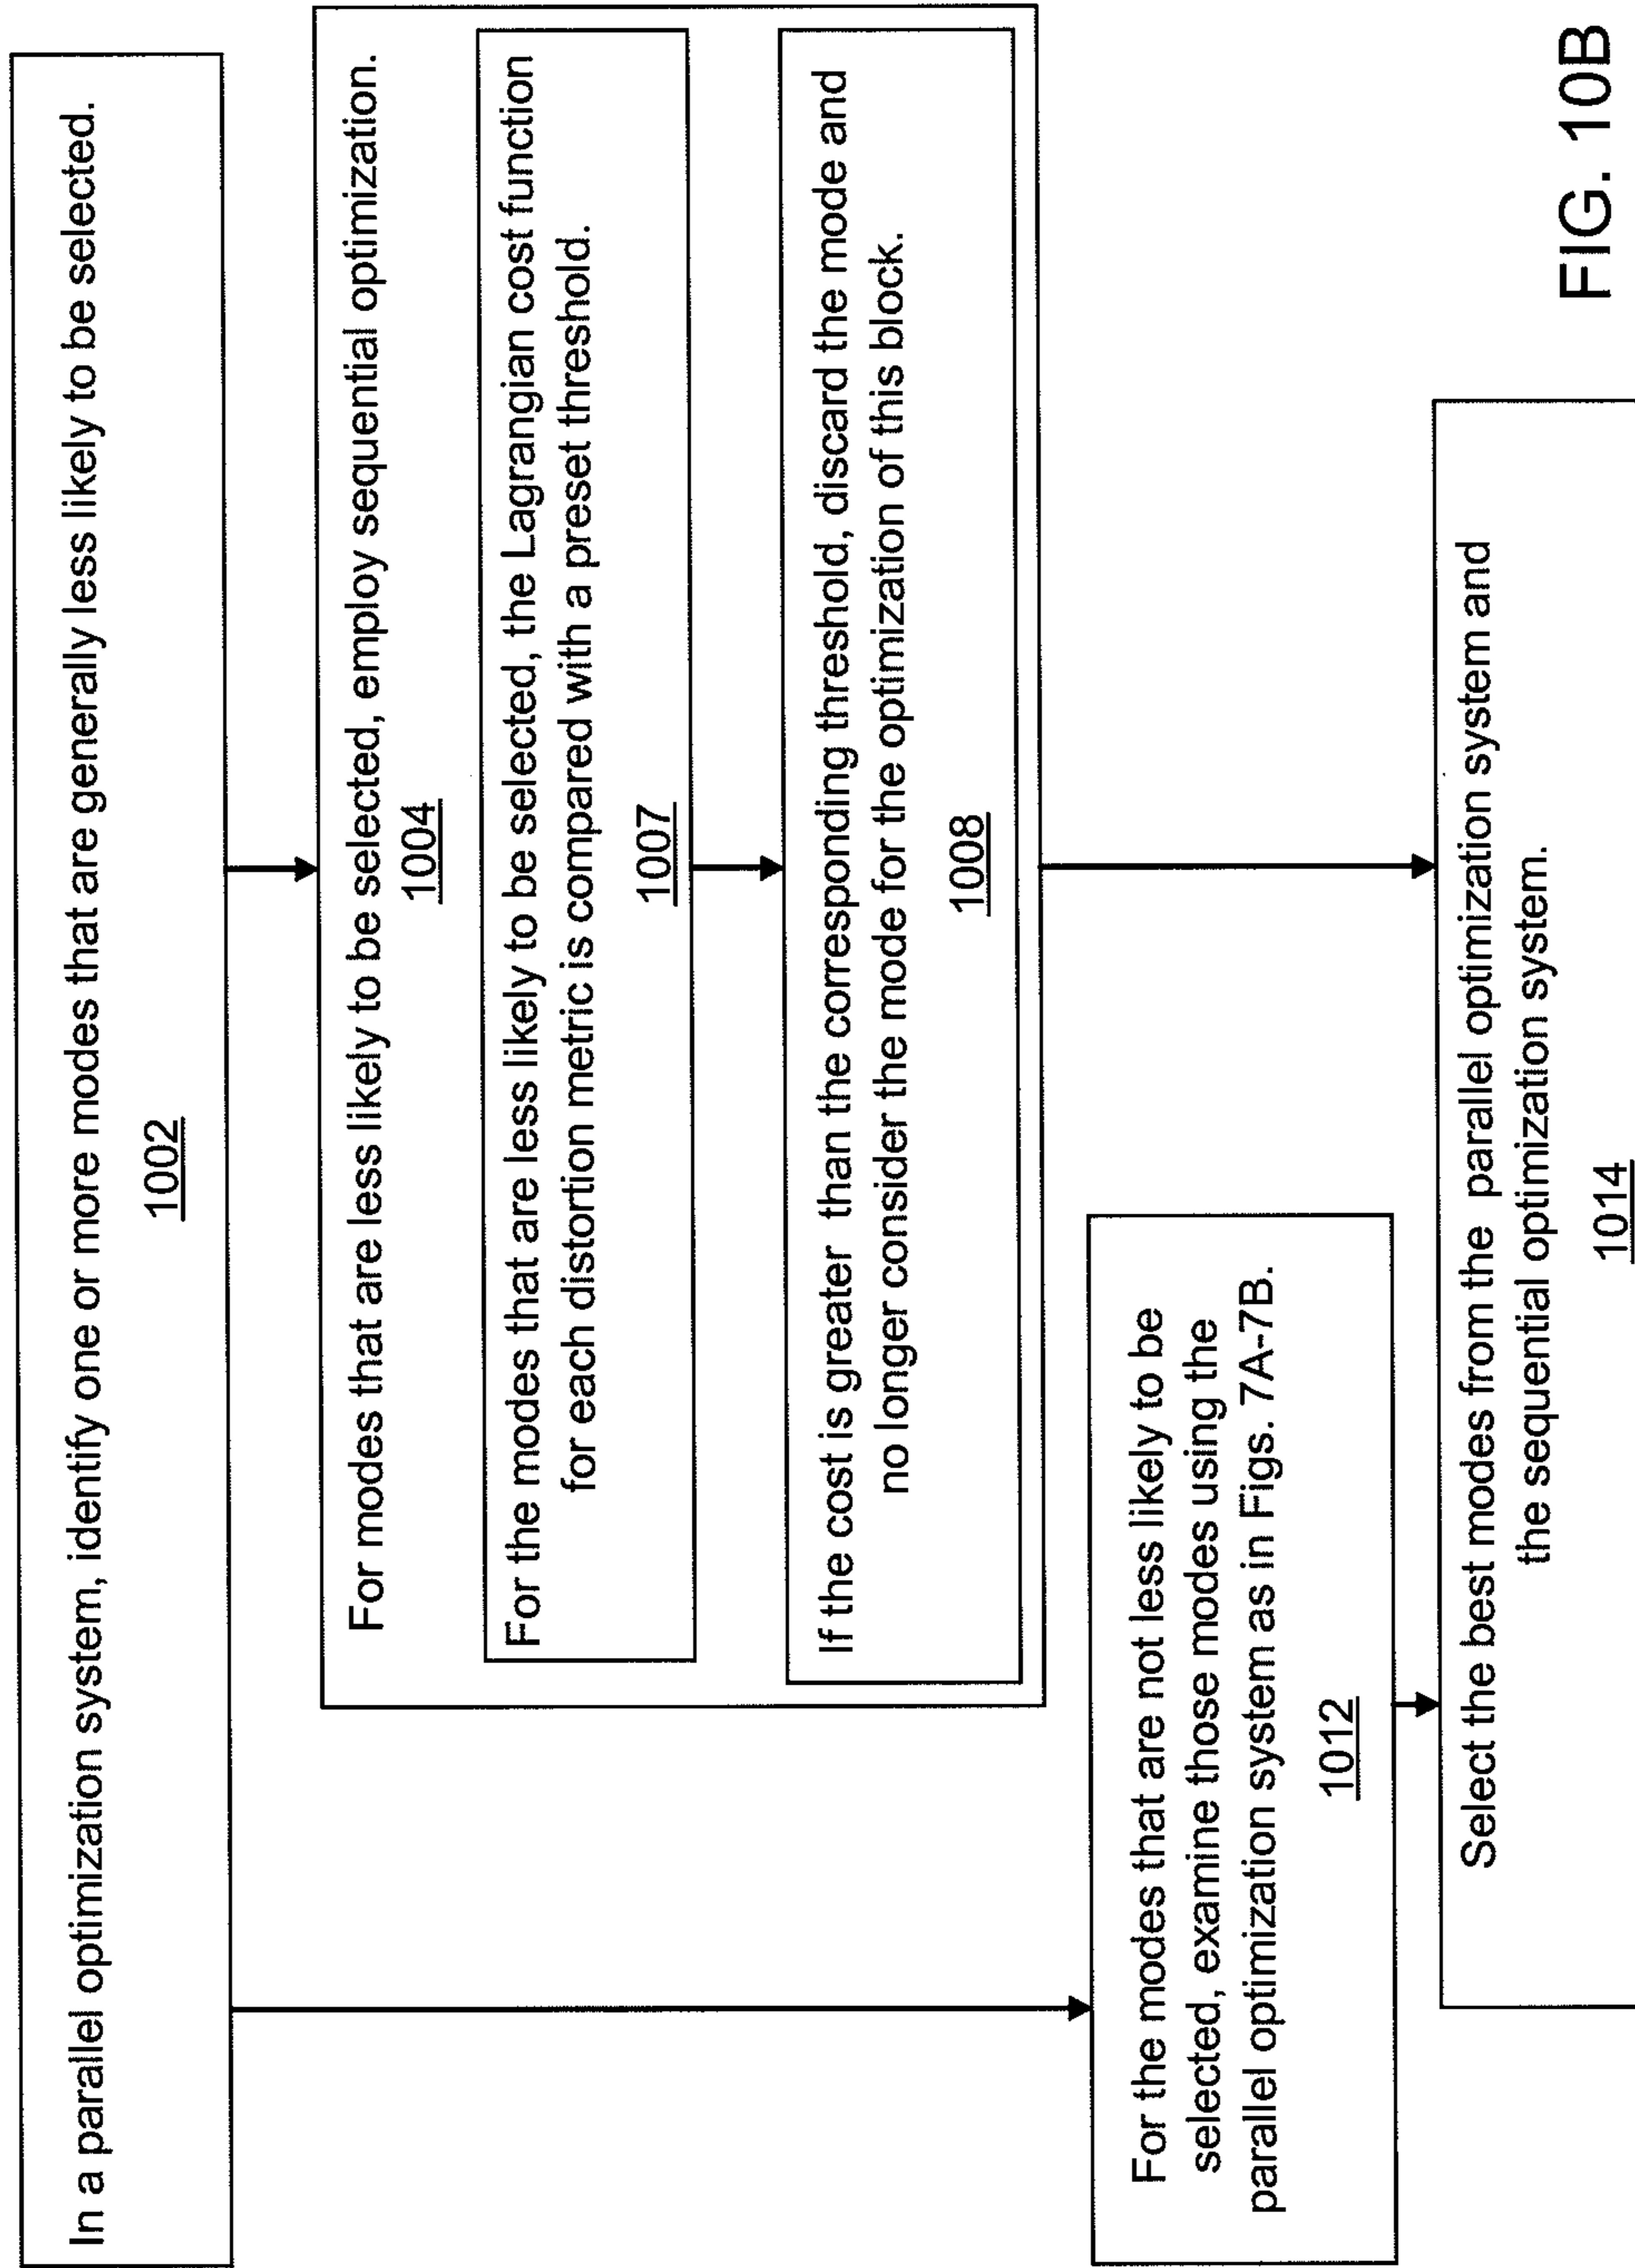 In a parallel optimization system, identify one or more modes that are generally less likely to be selected.
1002
For modes that are less likely to be selected, employ sequential optimization.
1004
For the modes that are less likely to be selected, the Lagrangian cost function
for each distortion metric is compared with a preset threshold.
1007
If the cost is greater than the corresponding threshold, discard the mode and
no longer consider the mode for the optimization of this block.
1008
For the modes that are not less likely to be
selected, examine those modes using the
parallel optimization system as in Figs. 7A-7B.
1012
Select the best modes from the parallel optimization system and
the sequential optimization system.
1014
FIG. 10B